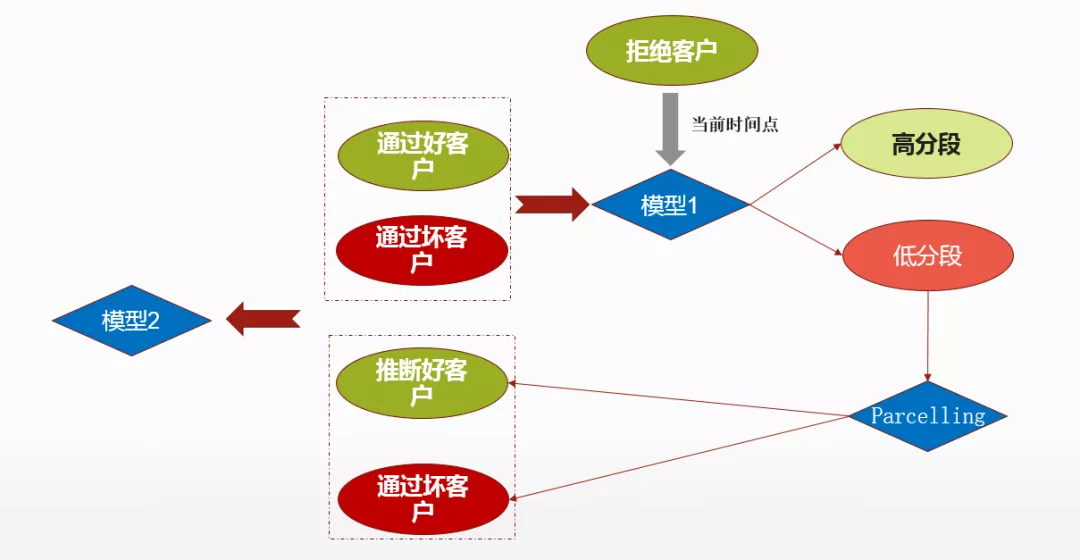 拒绝客户
当前时间点
通过好客
户
高分段
模型1
通过坏客
户
低分段
模型2
推断好客
户
Parcelling
通过坏客
户